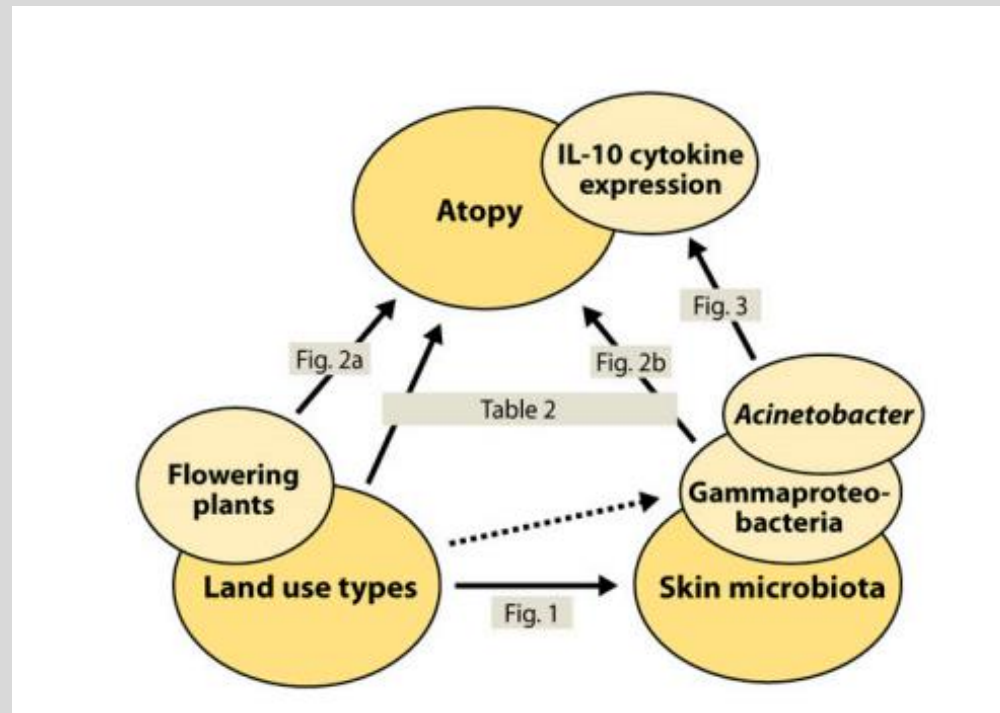 IL-10 cytokine
expression
Atopy
Fig. 3
Fig. 2a
Fig. 2b
Table 2
Acinetobacter
Flowering
plants
Gammaproteo-
bacteria
Land use types
Skin microbiota
Fig. 1